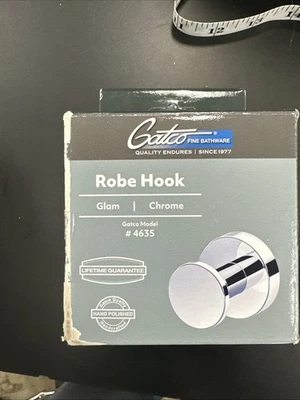 Gatco
FINE BATHWARE
QUALITY ENDURES | SINCE 1977
Robe Hook
Glam | Chrome
Gatco Model
# 4635
LIFETIME GUARANTEE
HAND POLISHED